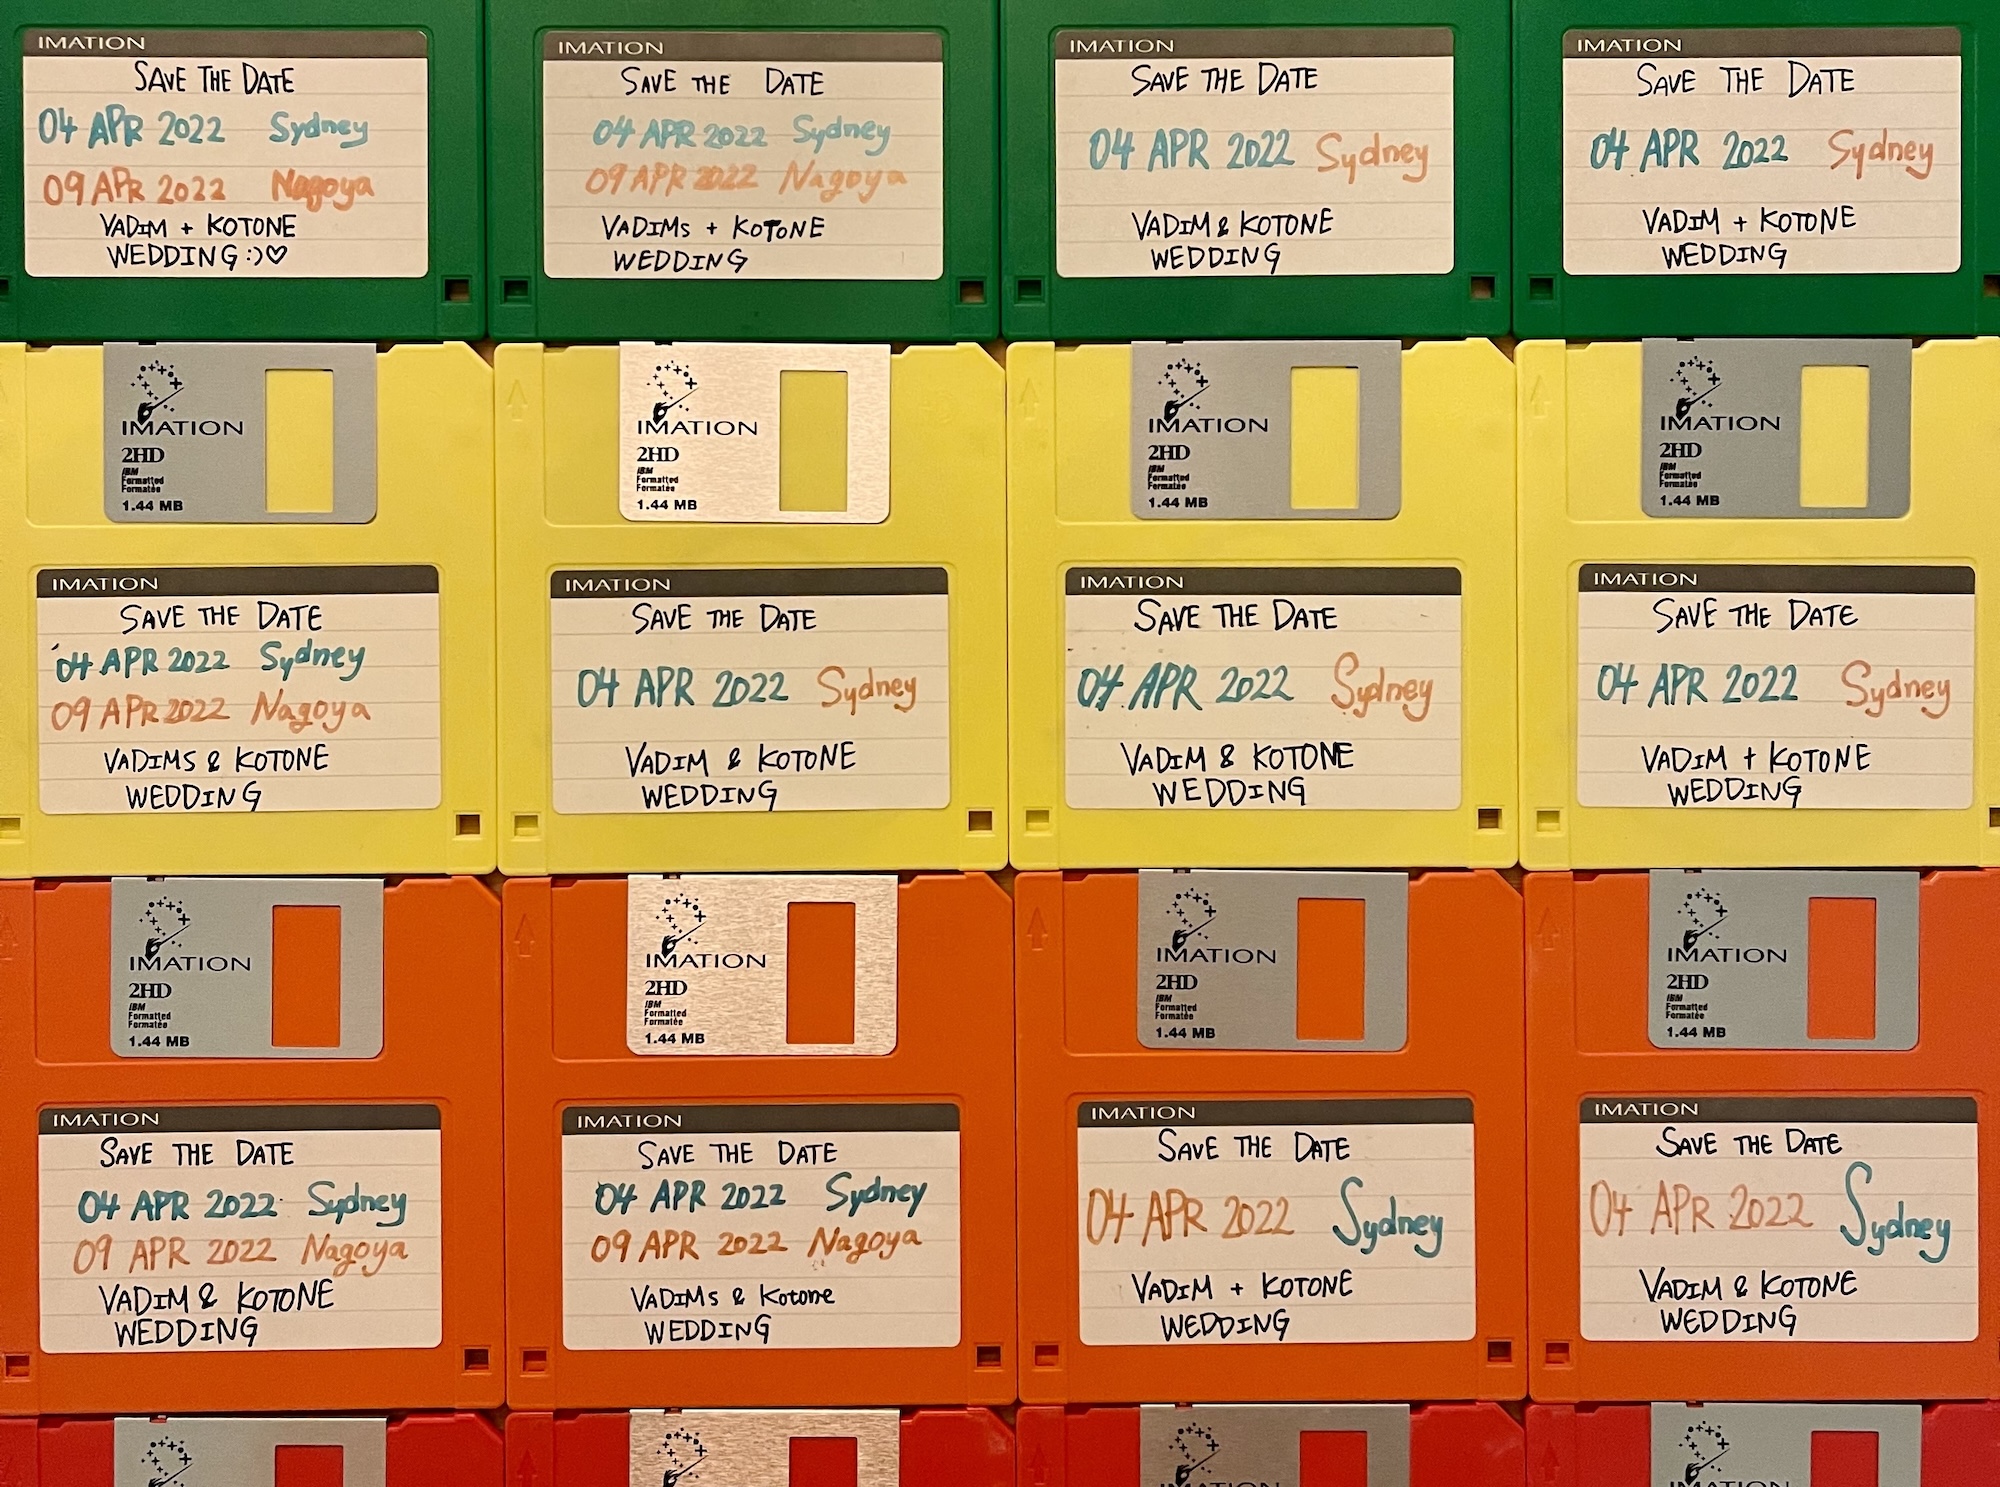 IMATION
SAVE THE DATE
04 APR 2022 Sydney
09 APR 2022 Nagoya
VADIM + KOTONE
WEDDING :) ♡
IMATION
SAVE THE DATE
04 APR 2022 Sydney
09 APR 2022 Nagoya
VADIMs + KOTONE
WEDDING
IMATION
SAVE THE DATE
04 APR 2022 Sydney
VADIM & KOTONE
WEDDING
IMATION
SAVE THE DATE
04 APR 2022 Sydney
VADIM + KOTONE
WEDDING
IMATION
2HD
IBM
Formatted
Formatée
1.44 MB
IMATION
2HD
IBM
Formatted
Formatée
1.44 MB
IMATION
2HD
IBM
Formatted
Formatée
1.44 MB
IMATION
2HD
IBM
Formatted
Formatée
1.44 MB
IMATION
SAVE THE DATE
04 APR 2022 Sydney
09 APR 2022 Nagoya
VADIMS & KOTONE
WEDDING
IMATION
SAVE THE DATE
04 APR 2022 Sydney
VADIM & KOTONE
WEDDING
IMATION
SAVE THE DATE
04 APR 2022 Sydney
VADIM & KOTONE
WEDDING
IMATION
SAVE THE DATE
04 APR 2022 Sydney
VADIM + KOTONE
WEDDING
IMATION
2HD
IBM
Formatted
Formatée
1.44 MB
IMATION
2HD
IBM
Formatted
Formatée
1.44 MB
IMATION
2HD
IBM
Formatted
Formatée
1.44 MB
IMATION
2HD
IBM
Formatted
Formatée
1.44 MB
IMATION
SAVE THE DATE
04 APR 2022 Sydney
09 APR 2022 Nagoya
VADIM & KOTONE
WEDDING
IMATION
SAVE THE DATE
04 APR 2022 Sydney
09 APR 2022 Nagoya
VADIMs & Kotone
WEDDING
IMATION
SAVE THE DATE
04 APR 2022 Sydney
VADIM + KOTONE
WEDDING
IMATION
SAVE THE DATE
04 APR 2022 Sydney
VADIM & KOTONE
WEDDING
IMATION
IMATION